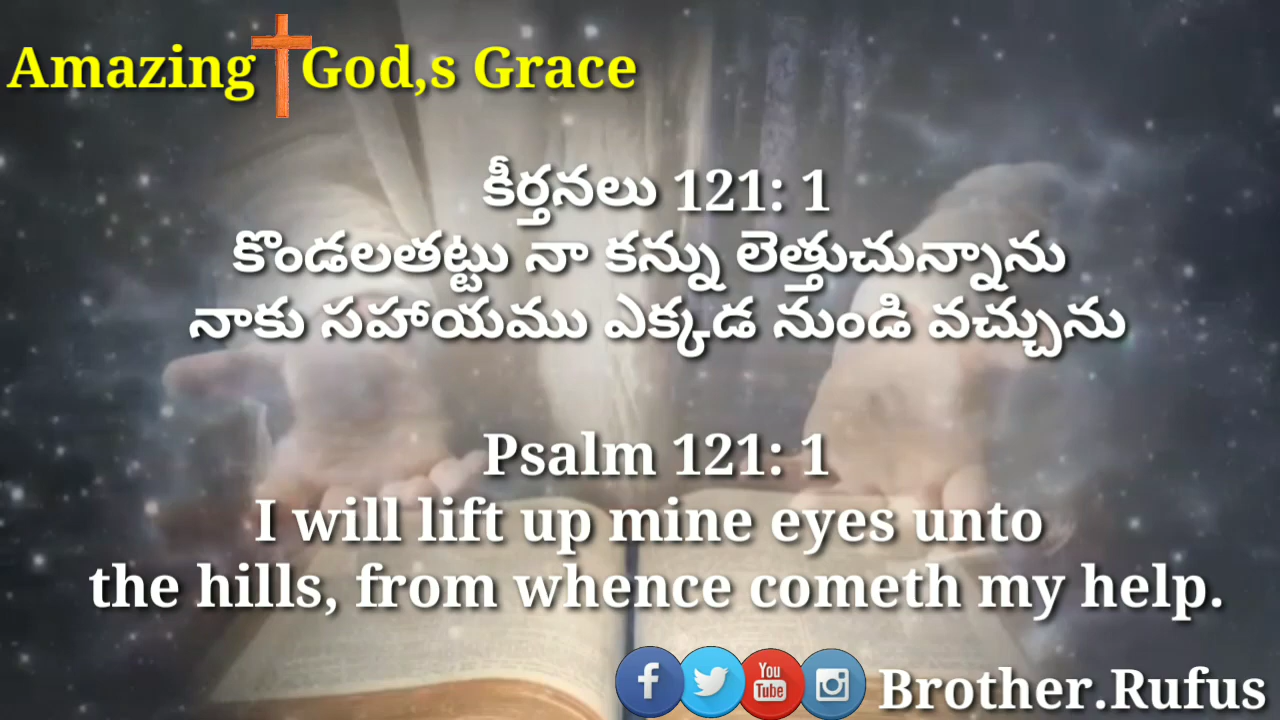 Amazing God,s Grace
కీర్తనలు 121: 1
కొండలతట్టు నా కన్ను లెత్తుచున్నాను
నాకు సహాయము ఎక్కడ నుండి వచ్చును
Psalm 121: 1
I will lift up mine eyes unto
the hills, from whence cometh my help.
You
Tube
Brother.Rufus